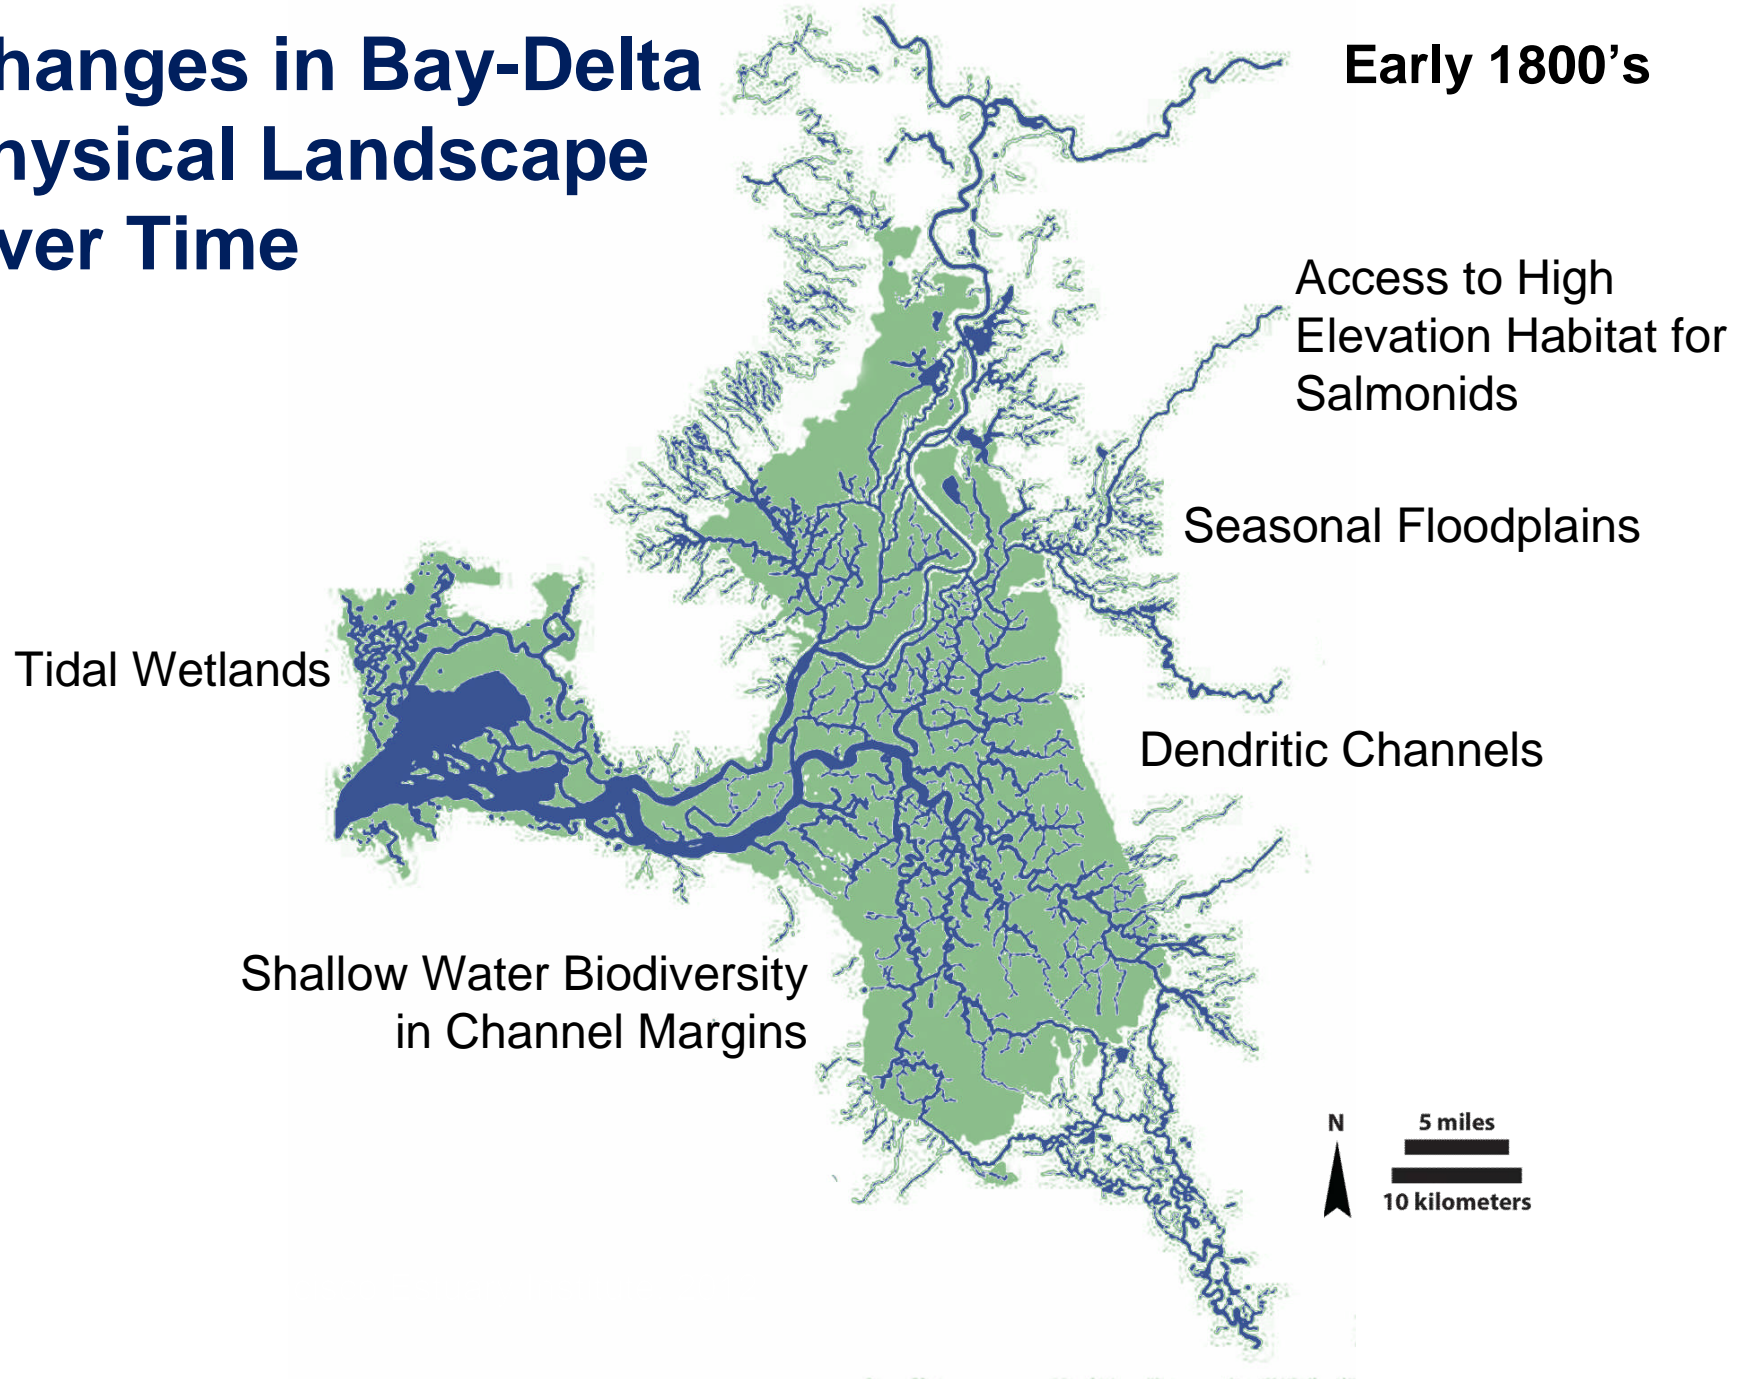 hanges in Bay-Delta
hysical Landscape
ver Time
Early 1800's
Access to High
Elevation Habitat for
Salmonids
Seasonal Floodplains
Tidal Wetlands
Dendritic Channels
Shallow Water Biodiversity
in Channel Margins
N
5 miles
10 kilometers